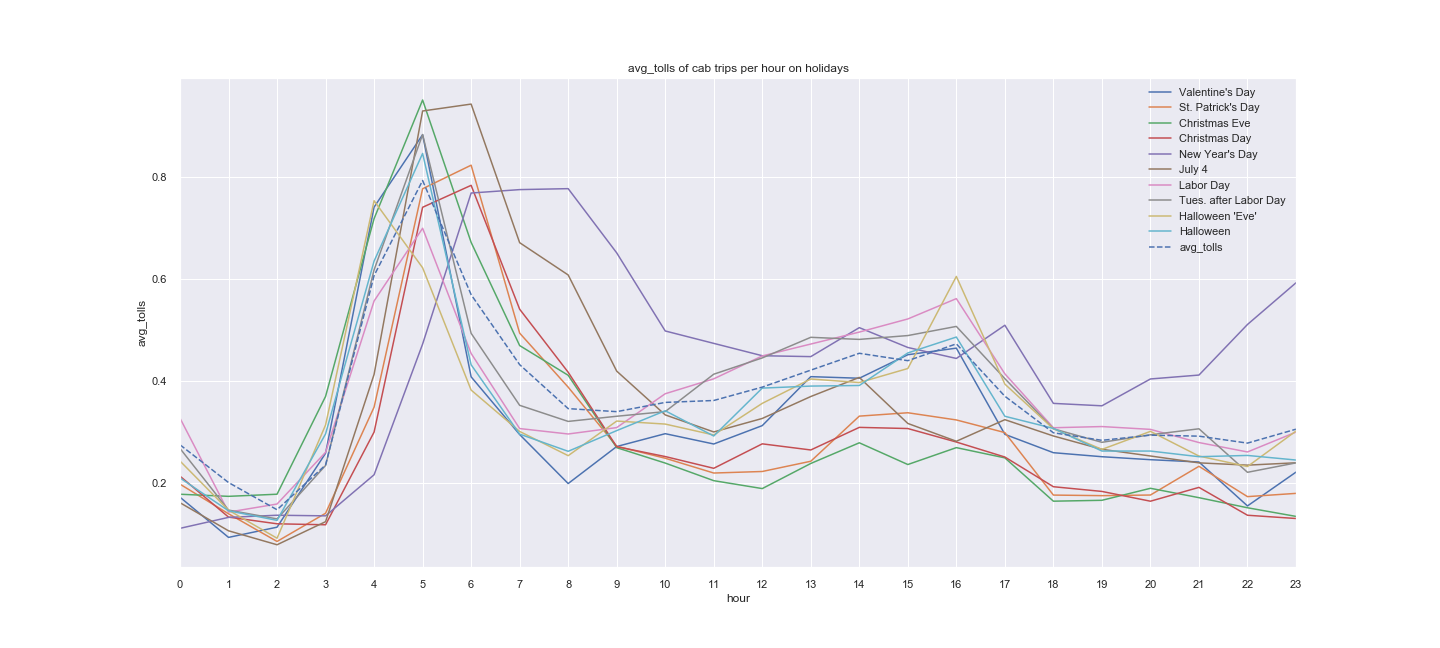 avg_tolls of cab trips per hour on holidays
Valentine's Day
St. Patrick's Day
Christmas Eve
Christmas Day
New Year's Day
July 4
Labor Day
Tues. after Labor Day
Halloween 'Eve'
Halloween
avg_tolls
0.8
0.6
0.4
0.2
avg_tolls
0 1 2 3 4 5 6 7 8 9 10 11 12 13 14 15 16 17 18 19 20 21 22 23
hour